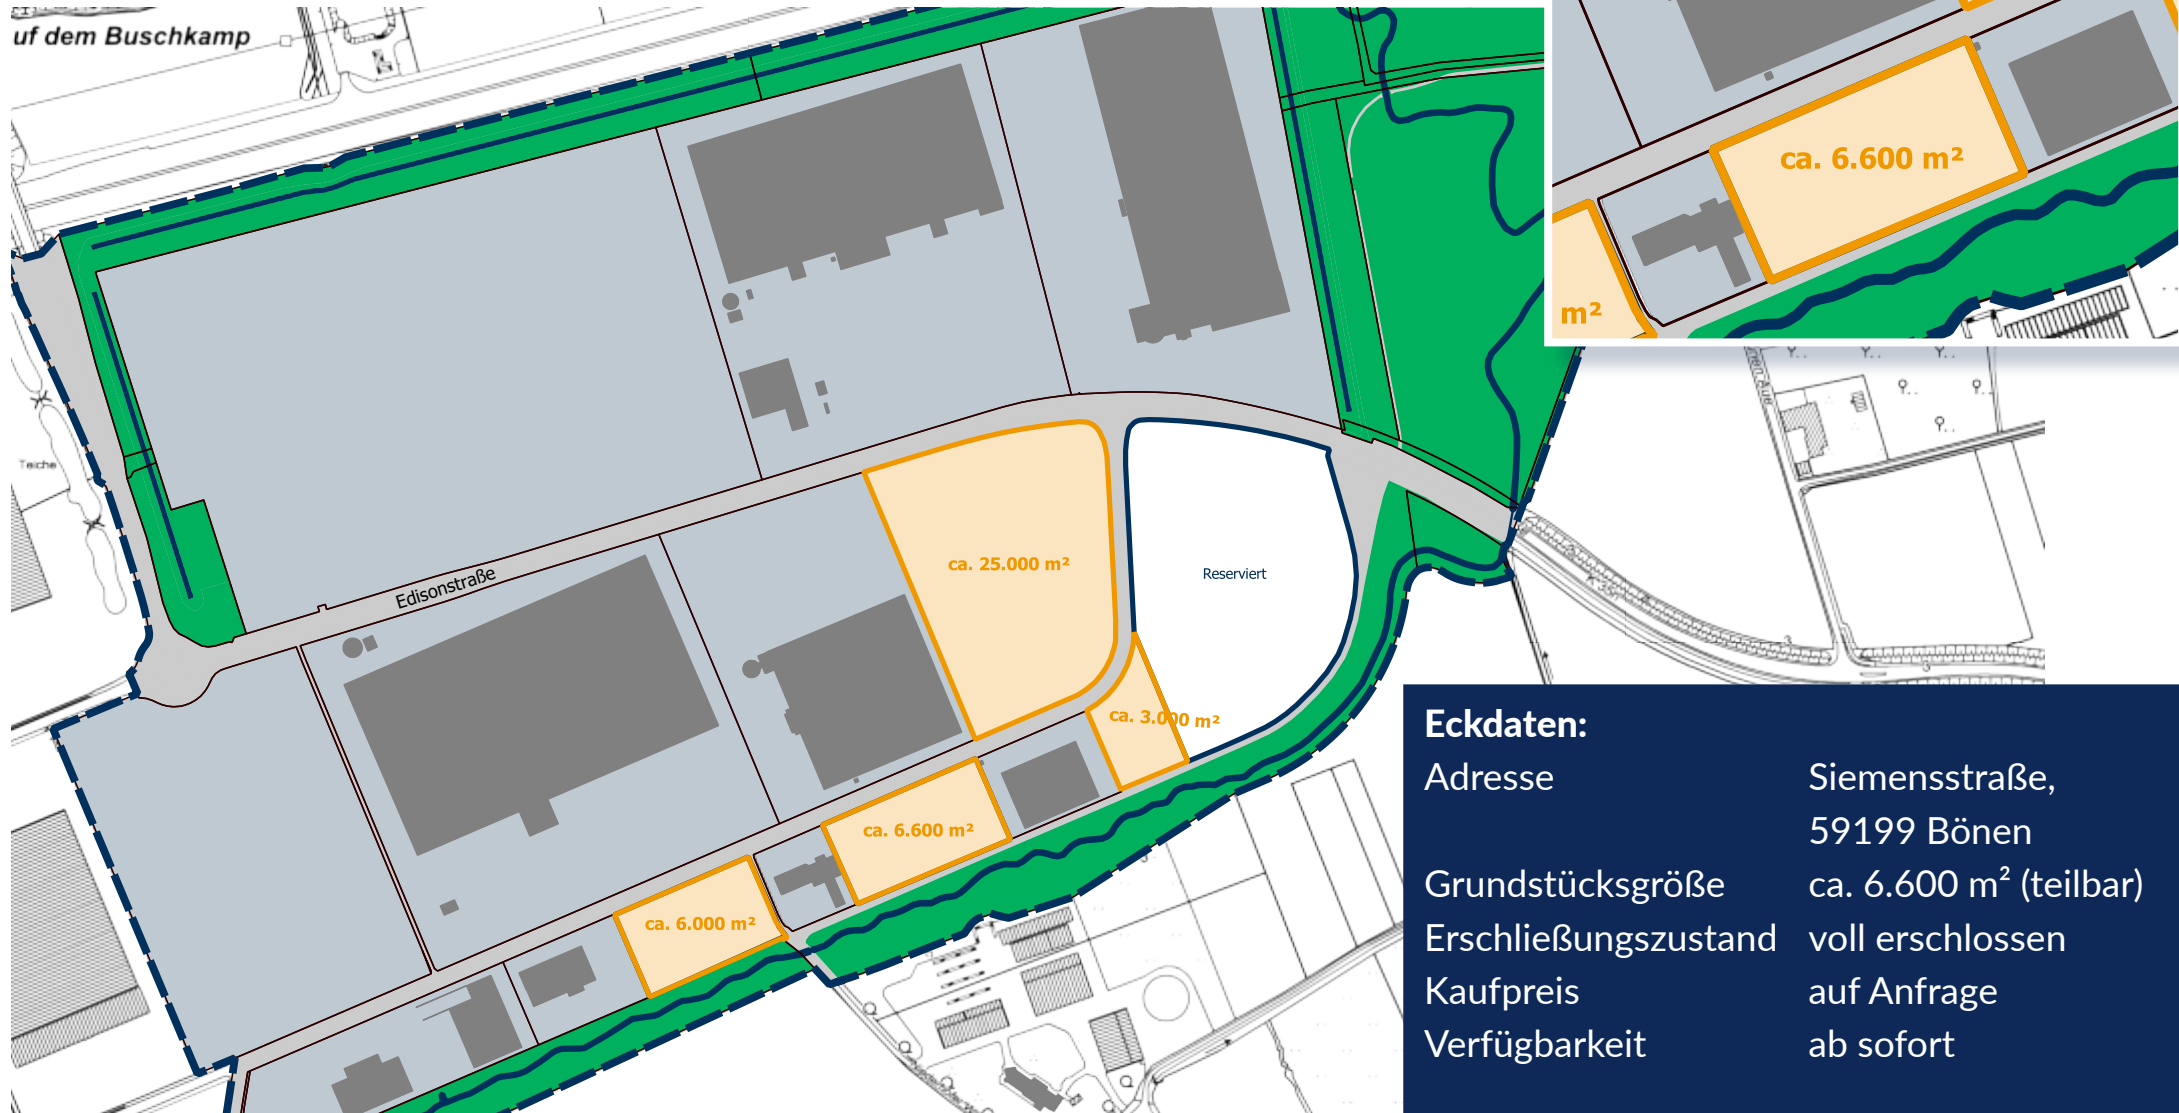 uf dem Buschkamp
ca. 6.600 m²
m²
Teiche
ca. 25.000 m²
Reserviert
Edisonstraße
ca. 3.000 m²
ca. 6.600 m²
ca. 6.000 m²
Eckdaten:
Adresse Siemensstraße,
59199 Bönen
Grundstücksgröße ca. 6.600 m² (teilbar)
Erschließungszustand voll erschlossen
Kaufpreis auf Anfrage
Verfügbarkeit ab sofort